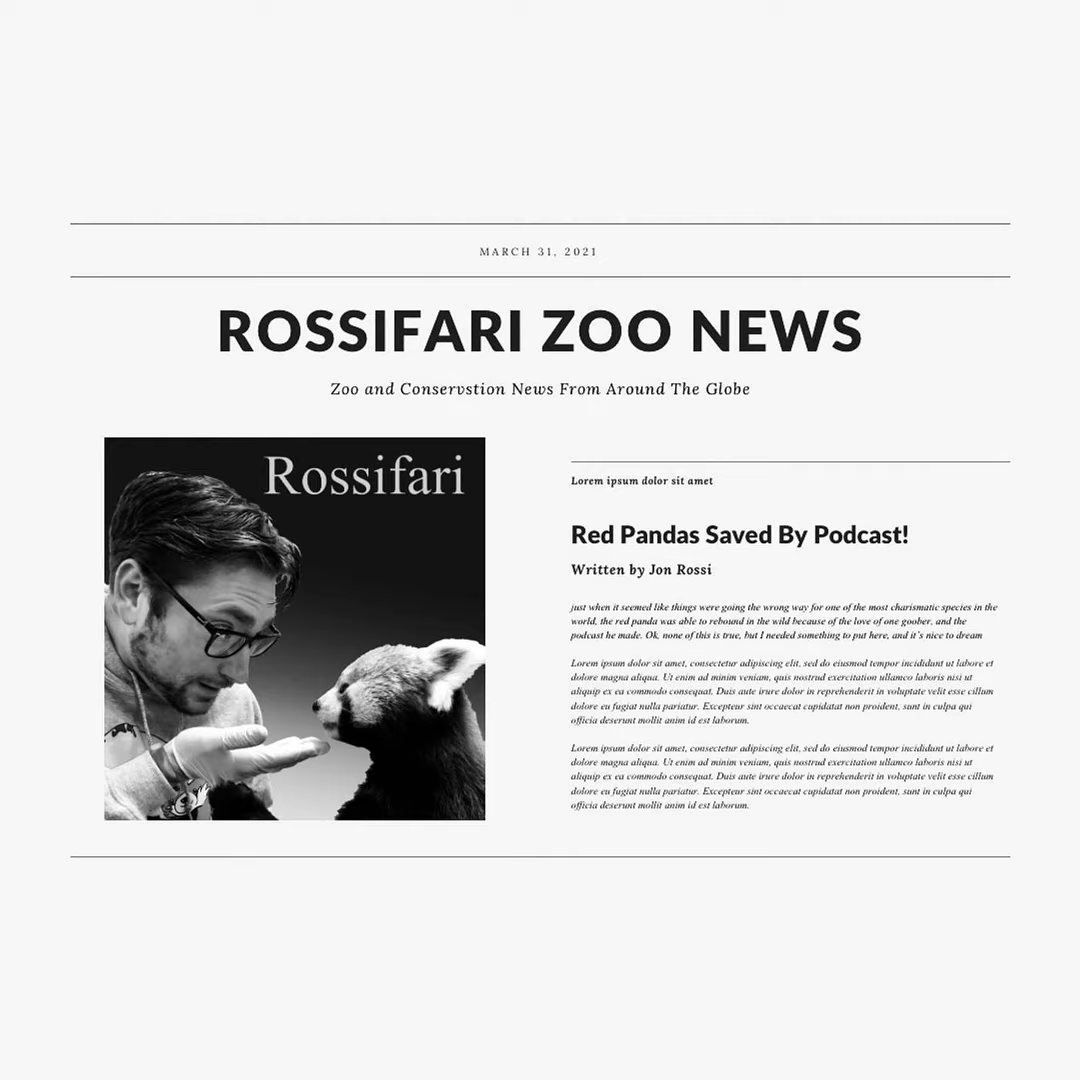 MARCH 31, 2021
ROSSIFARI ZOO NEWS
Zoo and Conservstion News From Around The Globe
Rossifari
Lorem ipsum dolor sit amet
Red Pandas Saved By Podcast!
Written by Jon Rossi
just when it seemed like things were going the wrong way for one of the most charismatic species in the
world, the red panda was able to rebound in the wild because of the love of one goober, and the
podcast he made. Ok, none of this is true, but I needed something to put here, and it's nice to dream
Lorem ipsum dolor sit amet, consectetur adipiscing elit, sed do eiusmod tempor incididunt ut labore et
dolore magna aliqua. Ut enim ad minim veniam, quis nostrud exercitation ullamco laboris nisi ut
aliquip ex ea commodo consequat. Duis aute irure dolor in reprehenderit in voluptate velit esse cillum
dolore eu fugiat nulla pariatur. Excepteur sint occaecat cupidatat non proident, sunt in culpa qui
officia deserunt mollit anim id est laborum.
Lorem ipsum dolor sit amet, consectetur adipiscing elit, sed do eiusmod tempor incididunt ut labore et
dolore magna aliqua. Ut enim ad minim veniam, quis nostrud exercitation ullamco laboris nisi ut
aliquip ex ea commodo consequat. Duis aute irure dolor in reprehenderit in voluptate velit esse cillum
dolore eu fugiat nulla pariatur. Excepteur sint occaecat cupidatat non proident, sunt in culpa qui
officia deserunt mollit anim id est laborum.